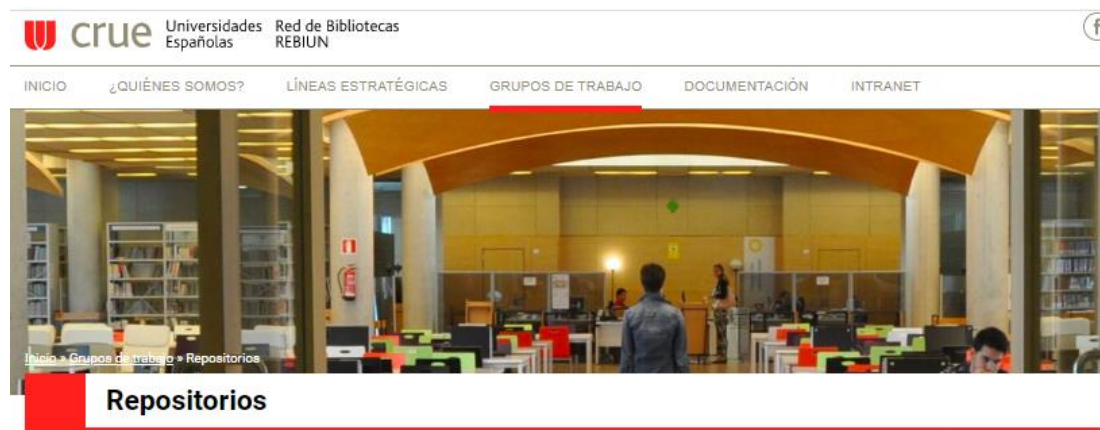 crue Universidades Españolas Red de Bibliotecas REBIUN
INICIO ¿QUIÉNES SOMOS? LÍNEAS ESTRATÉGICAS GRUPOS DE TRABAJO DOCUMENTACIÓN INTRANET
Inicio » Grupos de trabajo » Repositorios
Repositorios